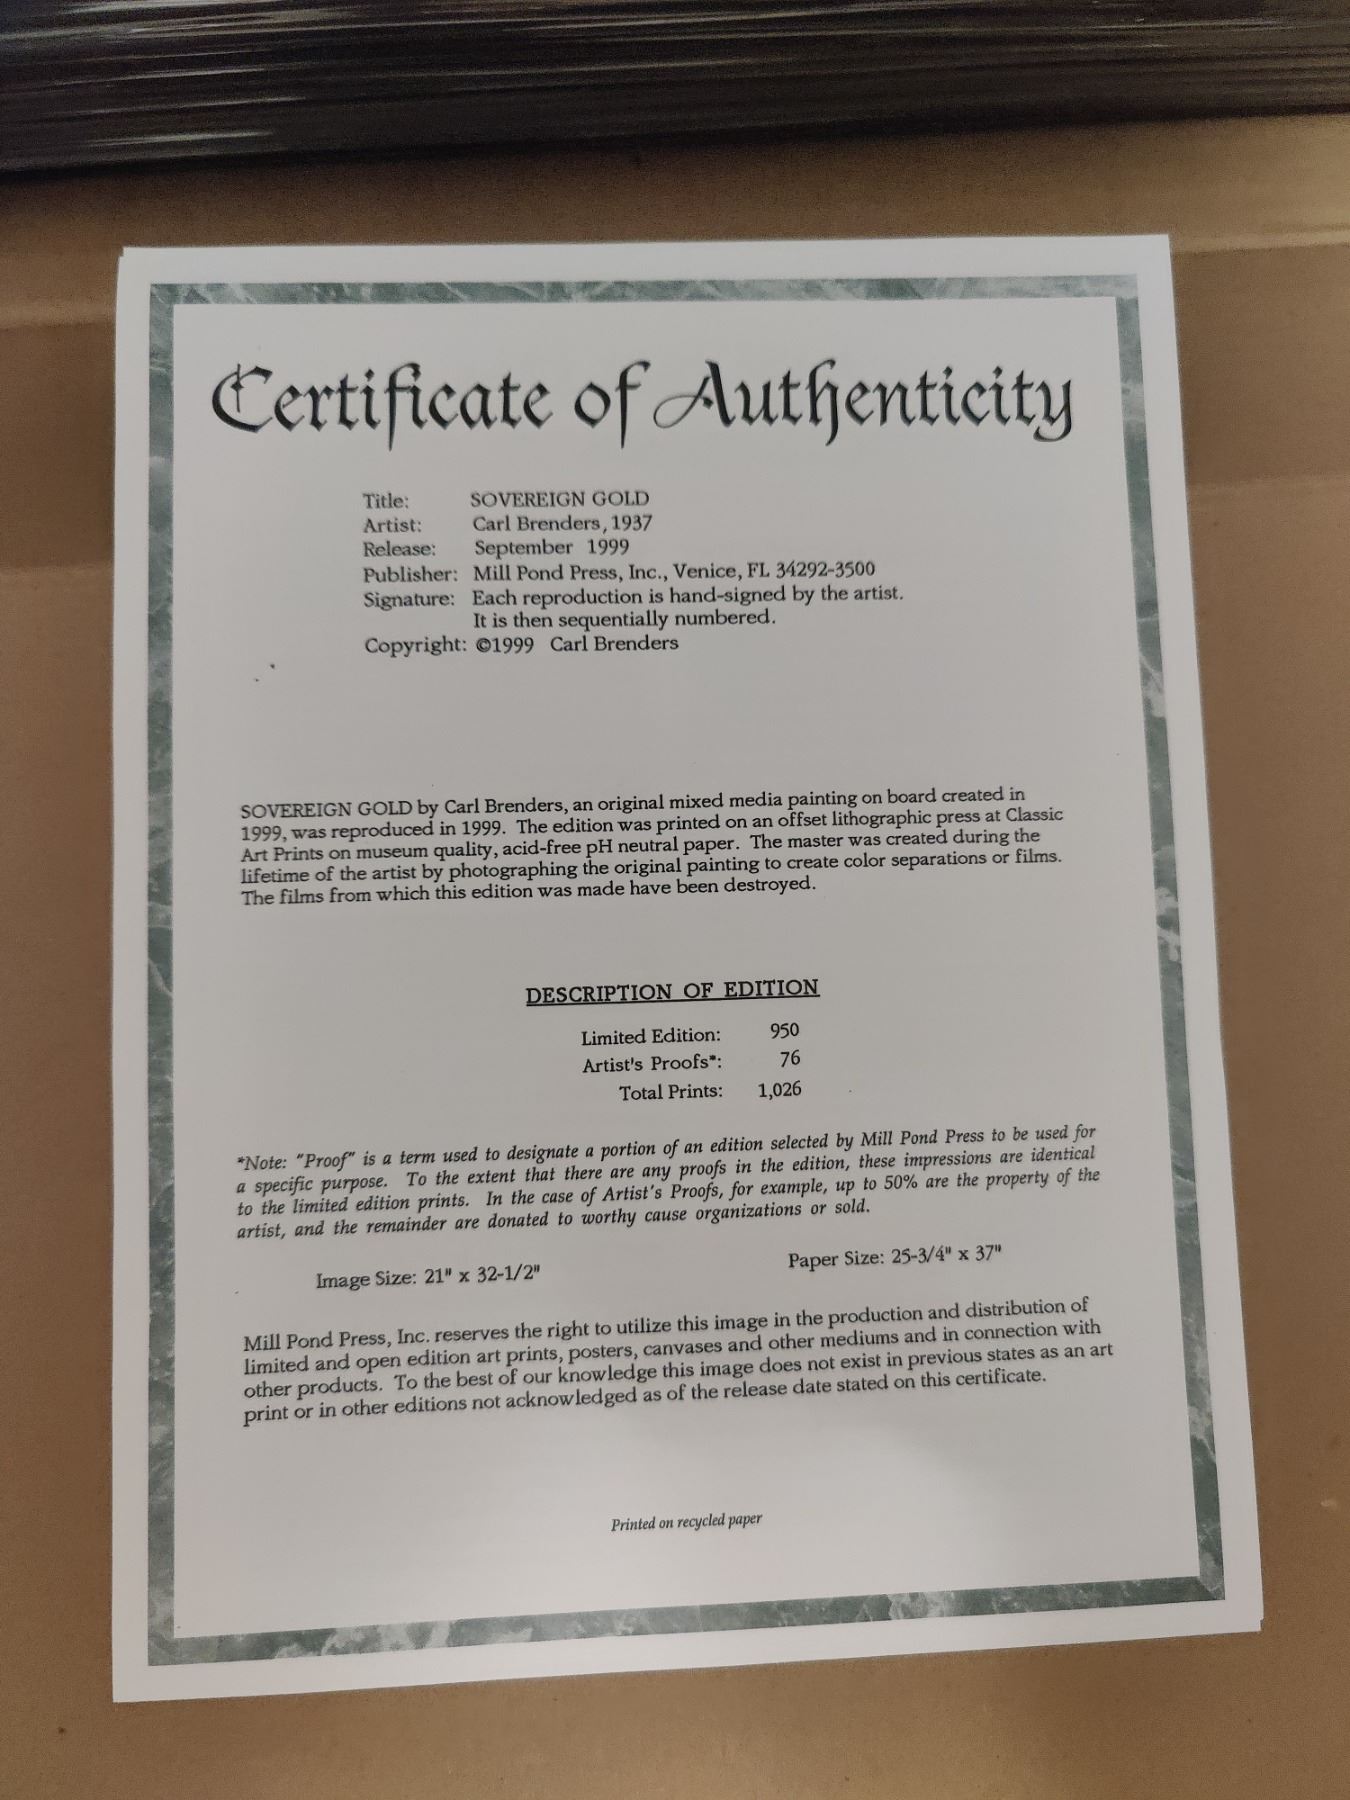 Certificate of Authenticity
Title: SOVEREIGN GOLD
Artist: Carl Brenders, 1937
Release: September 1999
Publisher: Mill Pond Press, Inc., Venice, FL 34292-3500
Signature: Each reproduction is hand-signed by the artist.
It is then sequentially numbered.
Copyright: ©1999 Carl Brenders
SOVEREIGN GOLD by Carl Brenders, an original mixed media painting on board created in
1999, was reproduced in 1999. The edition was printed on an offset lithographic press at Classic
Art Prints on museum quality, acid-free pH neutral paper. The master was created during the
lifetime of the artist by photographing the original painting to create color separations or films.
The films from which this edition was made have been destroyed.
DESCRIPTION OF EDITION
Limited Edition: 950
Artist's Proofs*: 76
Total Prints: 1,026
*Note: "Proof" is a term used to designate a portion of an edition selected by Mill Pond Press to be used for
a specific purpose. To the extent that there are any proofs in the edition, these impressions are identical
to the limited edition prints. In the case of Artist's Proofs, for example, up to 50% are the property of the
artist, and the remainder are donated to worthy cause organizations or sold.
Image Size: 21" x 32-1/2" Paper Size: 25-3/4" x 37"
Mill Pond Press, Inc. reserves the right to utilize this image in the production and distribution of
limited and open edition art prints, posters, canvases and other mediums and in connection with
other products. To the best of our knowledge this image does not exist in previous states as an art
print or in other editions not acknowledged as of the release date stated on this certificate.
Printed on recycled paper